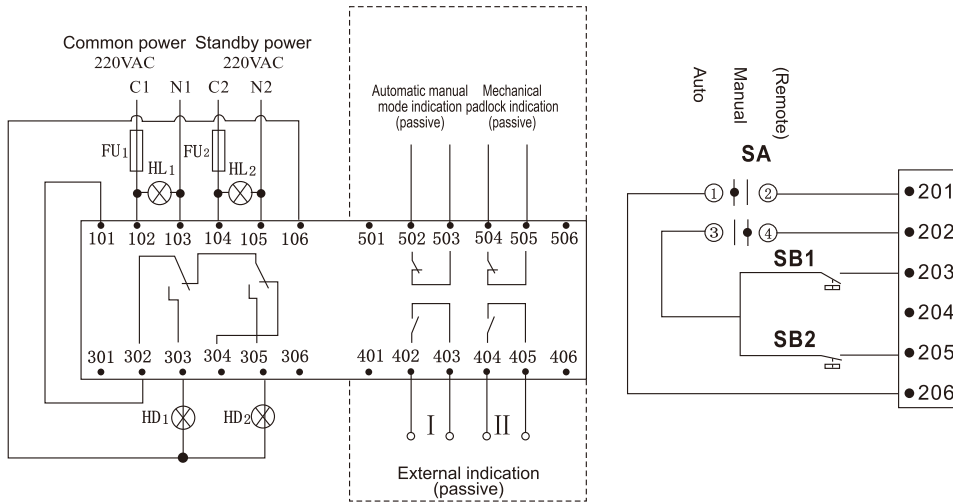 Common power Standby power
220VAC 220VAC
C1 N1 C2 N2
FU1 HL1 FU2 HL2
Automatic manual mode indication (passive)
Mechanical padlock indication (passive)
101 102 103 104 105 106 501 502 503 504 505 506
301 302 303 304 305 306 401 402 403 404 405 406
HD1 HD2
I II
External indication
(passive)
Auto
Manual
(Remote)
SA
1 2
3 4
SB1
SB2
201
202
203
204
205
206